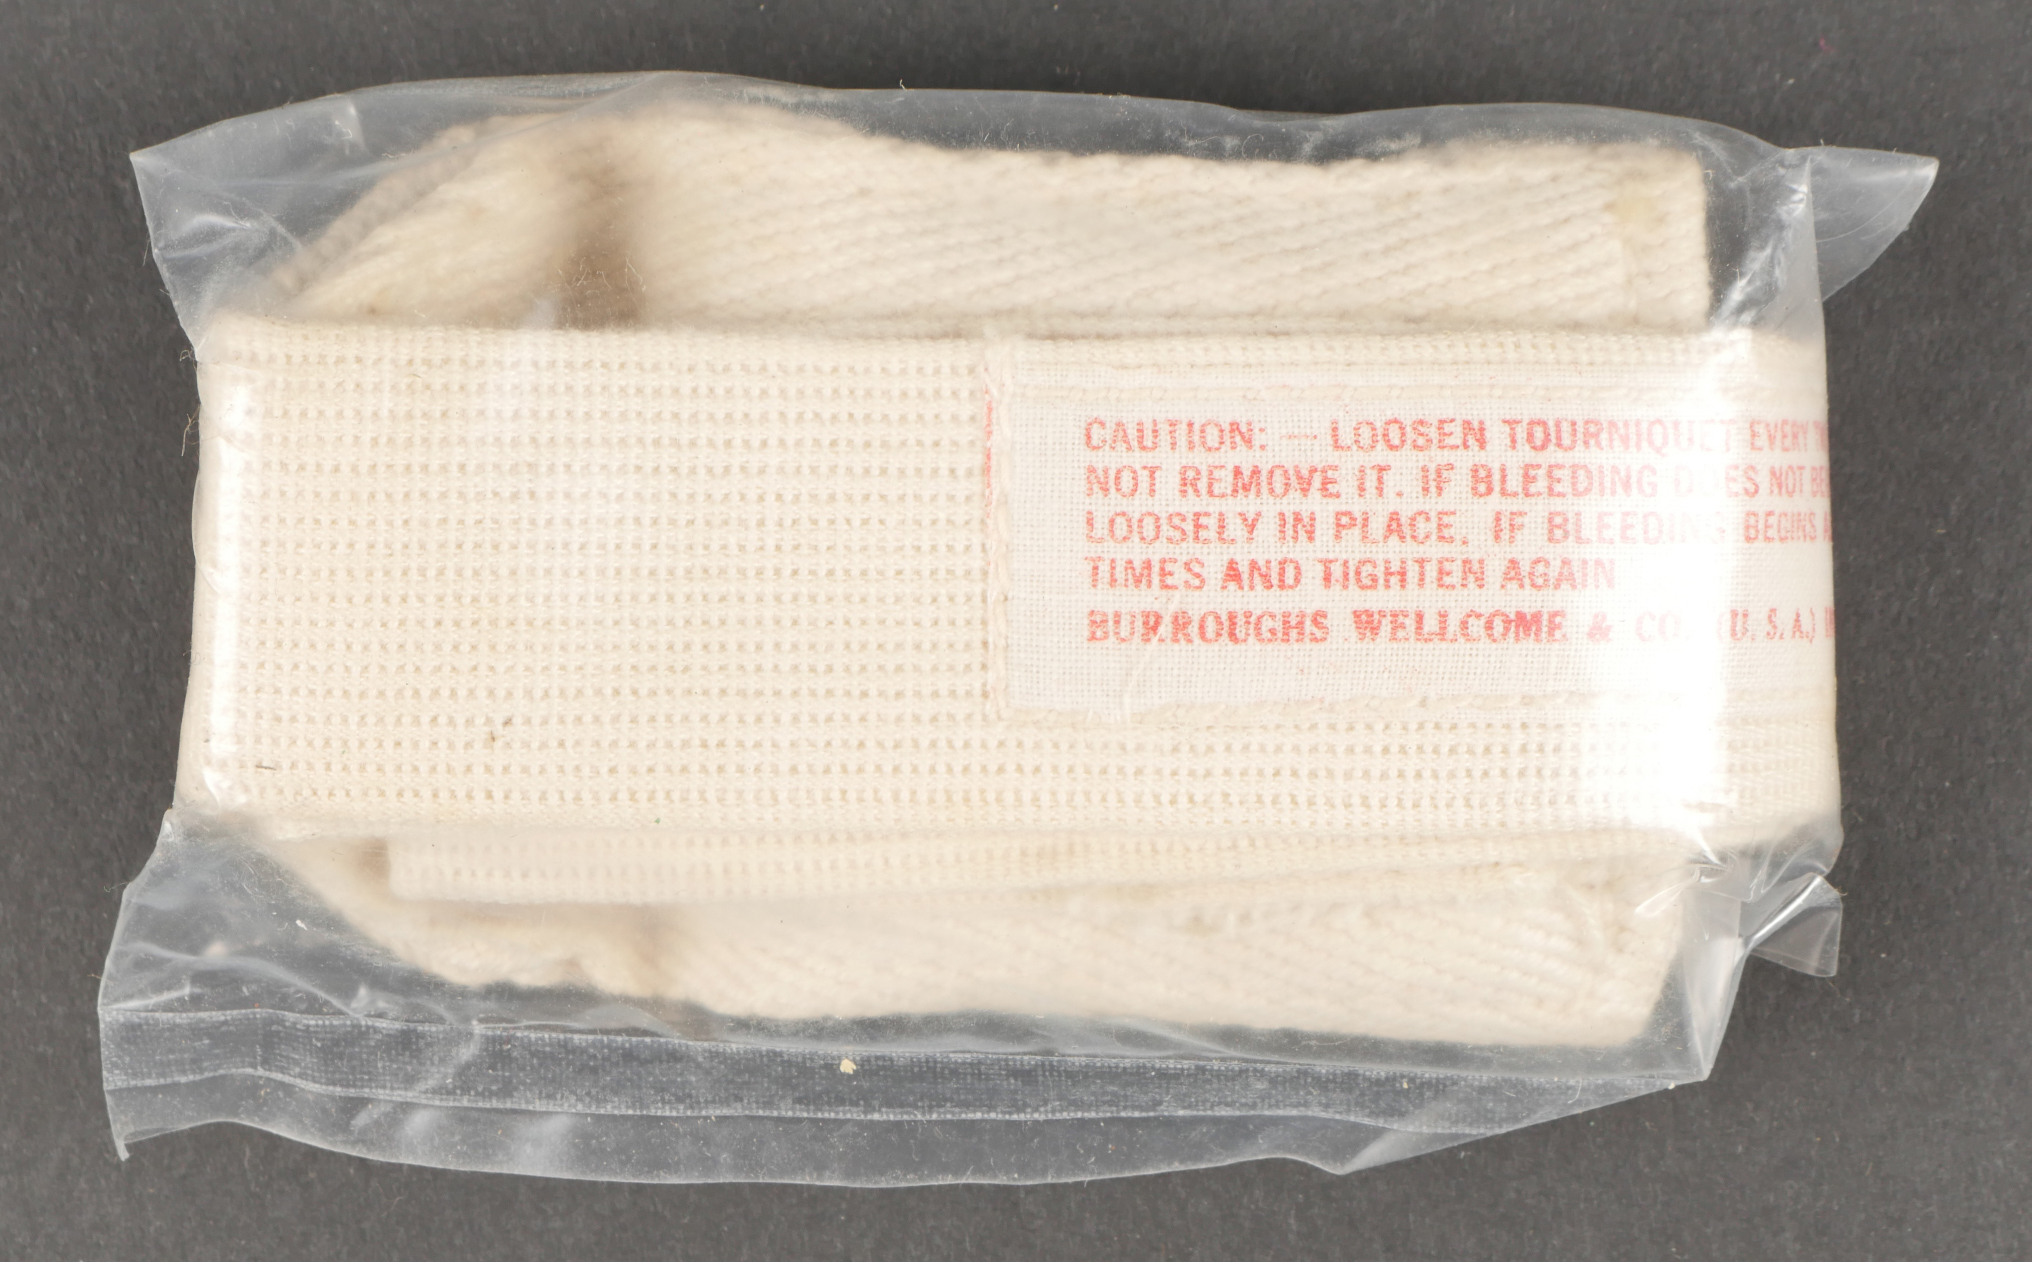 CAUTION: — LOOSEN TOURNIQUET EVERY
NOT REMOVE IT. IF BLEEDING DOES NOT
LOOSELY IN PLACE. IF BLEEDING BEGINS
TIMES AND TIGHTEN AGAIN
BURROUGHS WELLCOME & CO. (U. S. A.)